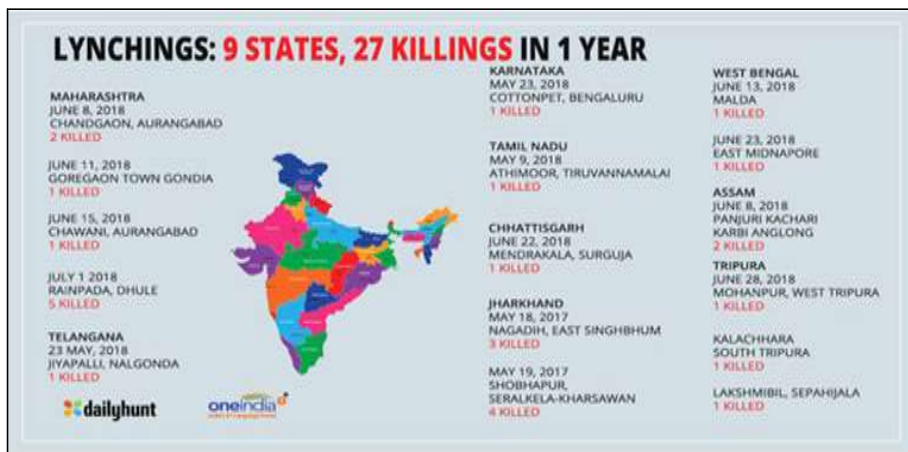 LYNCHINGS: 9 STATES, 27 KILLINGS IN 1 YEAR
MAHARASHTRA
JUNE 8, 2018
CHANDGAON, AURANGABAD
2 KILLED
JUNE 11, 2018
GOREGAON TOWN GONDIA
1 KILLED
JUNE 15, 2018
CHAWANI, AURANGABAD
1 KILLED
JULY 1 2018
RAINPADA, DHULE
5 KILLED
TELANGANA
23 MAY, 2018
JIYAPALLI, NALGONDA
1 KILLED
dailyhunt
oneindia
KARNATAKA
MAY 23, 2018
COTTONPET, BENGALURU
1 KILLED
TAMIL NADU
MAY 9, 2018
ATHIMOOR, TIRUVANNAMALAI
1 KILLED
CHHATTISGARH
JUNE 22, 2018
MENDRAKALA, SURGUJA
1 KILLED
JHARKHAND
MAY 18, 2017
NAGADIH, EAST SINGHBHUM
3 KILLED
MAY 19, 2017
SHOBHAPUR,
SERALKELA-KHARSAWAN
4 KILLED
WEST BENGAL
JUNE 13, 2018
MALDA
1 KILLED
JUNE 23, 2018
EAST MIDNAPORE
1 KILLED
ASSAM
JUNE 8, 2018
PANJURI KACHARI
KARBI ANGLONG
2 KILLED
TRIPURA
JUNE 28, 2018
MOHANPUR, WEST TRIPURA
1 KILLED
KALACHHARA
SOUTH TRIPURA
1 KILLED
LAKSHMIBIL, SEPAHIJALA
1 KILLED